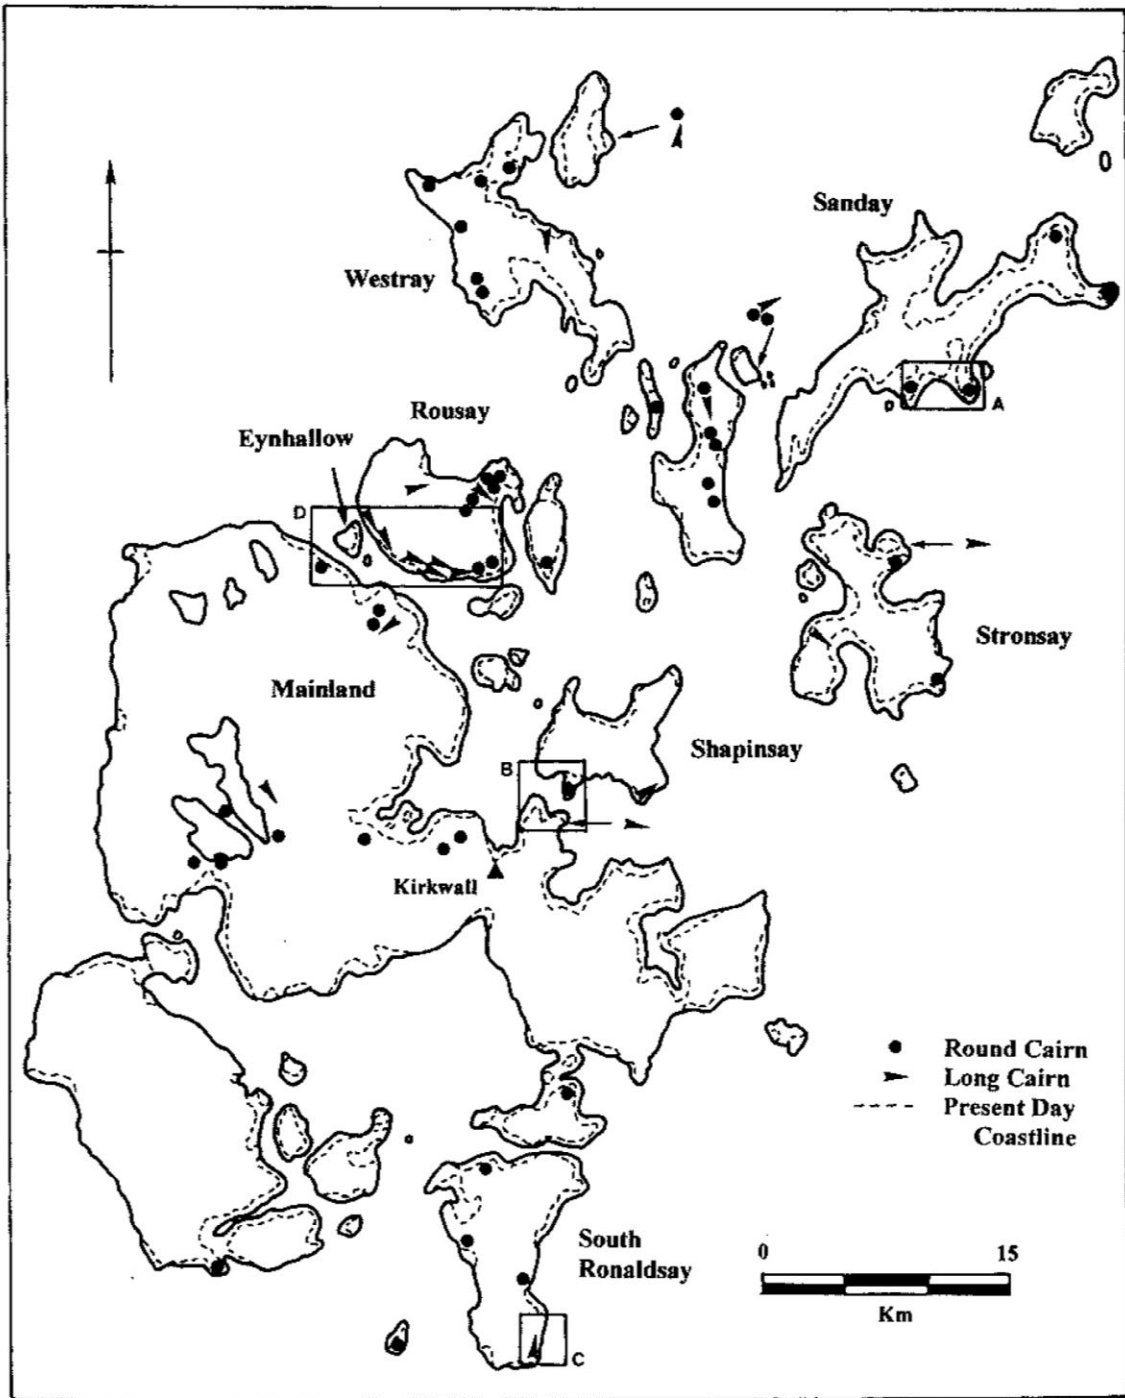 Sanday
Westray
A
Rousay
Eynhallow
D
Stronsay
Mainland
Shapinsay
B
Kirkwall
Round Cairn
Long Cairn
Present Day
Coastline
South
Ronaldsay
0 15
Km
C